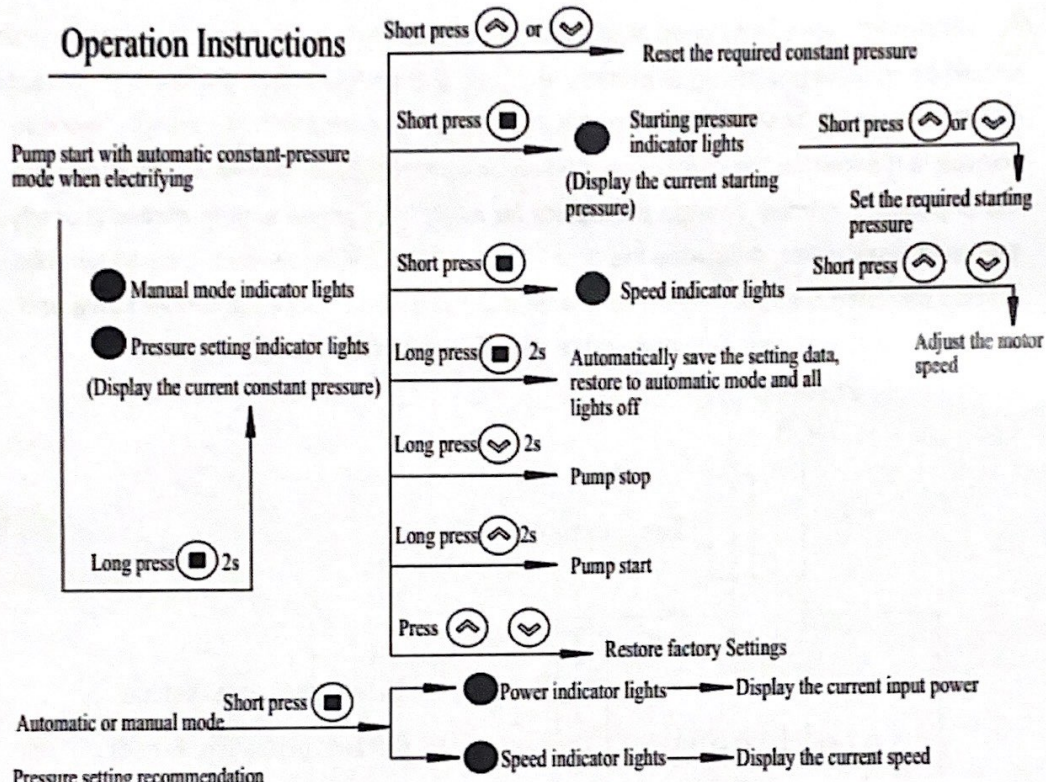 Operation Instructions
Pump start with automatic constant-pressure
mode when electrifying
Manual mode indicator lights
Pressure setting indicator lights
(Display the current constant pressure)
Long press 2s
Short press or
Reset the required constant pressure
Short press
Starting pressure
indicator lights
(Display the current starting
pressure)
Short press or
Set the required starting
pressure
Short press
Speed indicator lights
Short press
Adjust the motor
speed
Long press 2s
Automatically save the setting data,
restore to automatic mode and all
lights off
Long press 2s
Pump stop
Long press 2s
Pump start
Press
Restore factory Settings
Automatic or manual mode
Short press
Power indicator lights
Display the current input power
Speed indicator lights
Display the current speed
Pressure setting recommendation